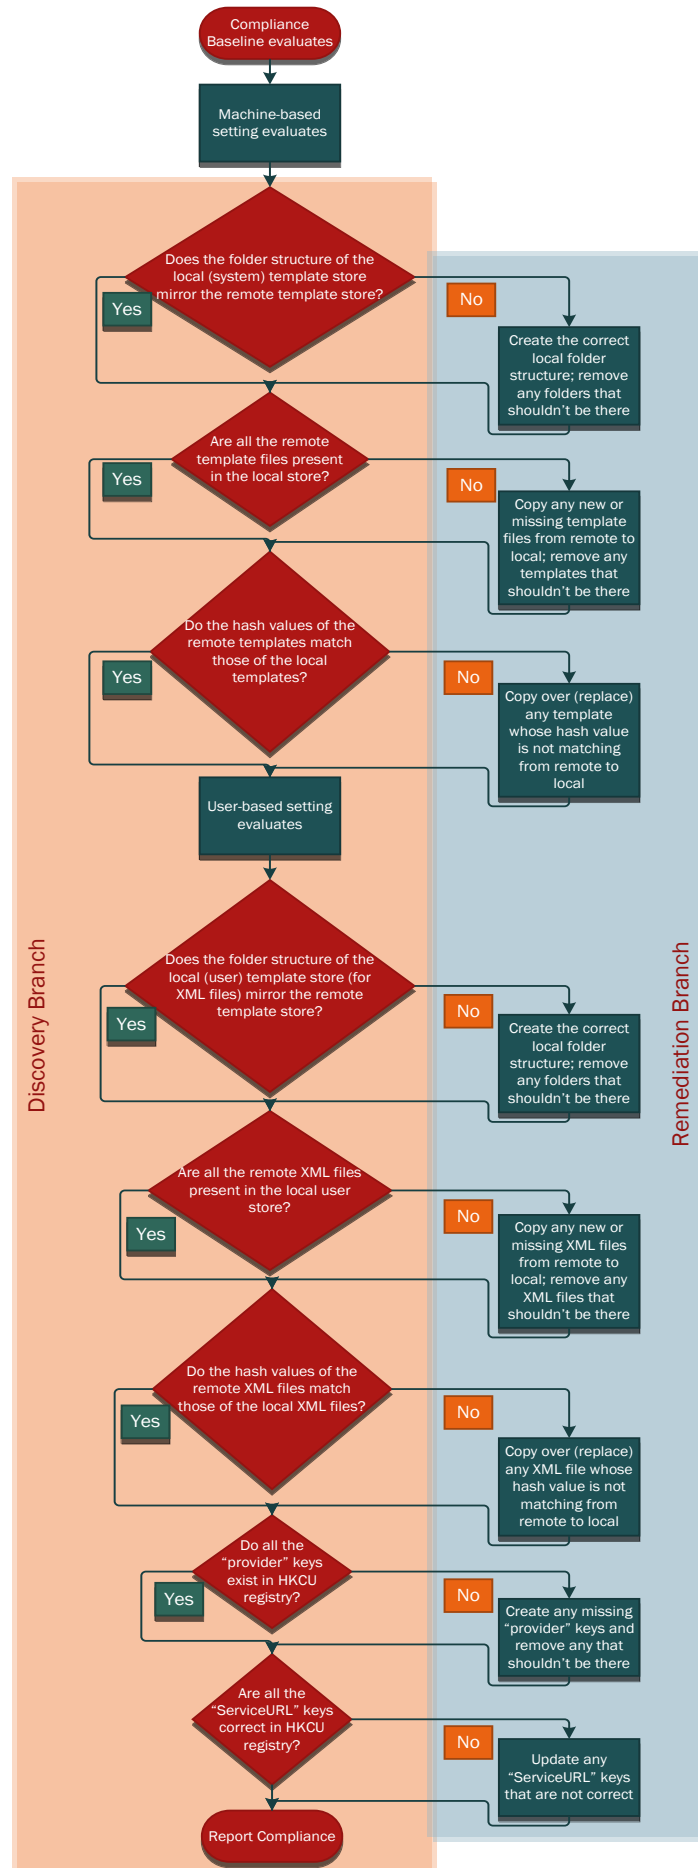 Compliance
Baseline evaluates
Machine-based
setting evaluates
Does the folder structure of the
local (system) template store
mirror the remote template store?
Yes
No
Create the correct
local folder
structure; remove
any folders that
shouldn't be there
Are all the remote
template files present
in the local store?
Yes
No
Copy any new or
missing template
files from remote to
local; remove any
templates that
shouldn't be there
Do the hash values of the
remote templates match
those of the local
templates?
Yes
No
Copy over (replace)
any template
whose hash value
is not matching
from remote to
local
User-based setting
evaluates
Discovery Branch
Remediation Branch
Does the folder structure of the
local (user) template store (for
XML files) mirror the remote
template store?
Yes
No
Create the correct
local folder
structure; remove
any folders that
shouldn't be there
Are all the remote XML files
present in the local user
store?
Yes
No
Copy any new or
missing XML files
from remote to
local; remove any
XML files that
shouldn't be there
Do the hash values of the
remote XML files match
those of the local XML files?
Yes
No
Copy over (replace)
any XML file whose
hash value is not
matching from
remote to local
Do all the
“provider” keys
exist in HKCU
registry?
Yes
No
Create any missing
“provider” keys and
remove any that
shouldn't be there
Are all the
“ServiceURL” keys
correct in HKCU
registry?
No
Update any
“ServiceURL” keys
that are not correct
Report Compliance